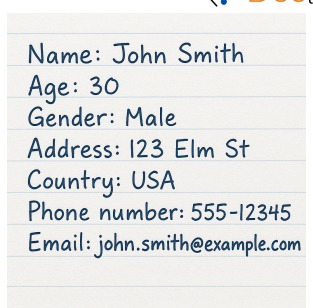 Name: John Smith
Age: 30
Gender: Male
Address: 123 Elm St
Country: USA
Phone number: 555-12345
Email: john.smith@example.com